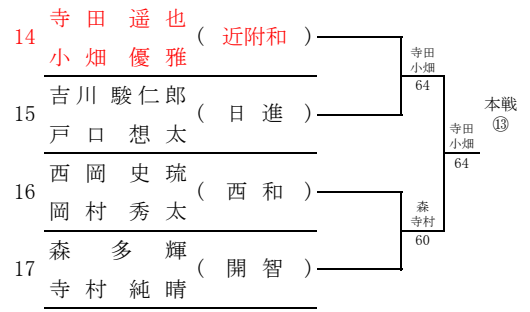 14 寺田 遥也 (近附和)
小畑 優雅
寺田
小畑
64
15 吉川 駿仁郎 (日進)
戸口 想太
本戦
⑬
寺田
小畑
64
16 西岡 史琉 (西和)
岡村 秀太
森
寺村
60
17 森 多輝 (開智)
寺村 純晴